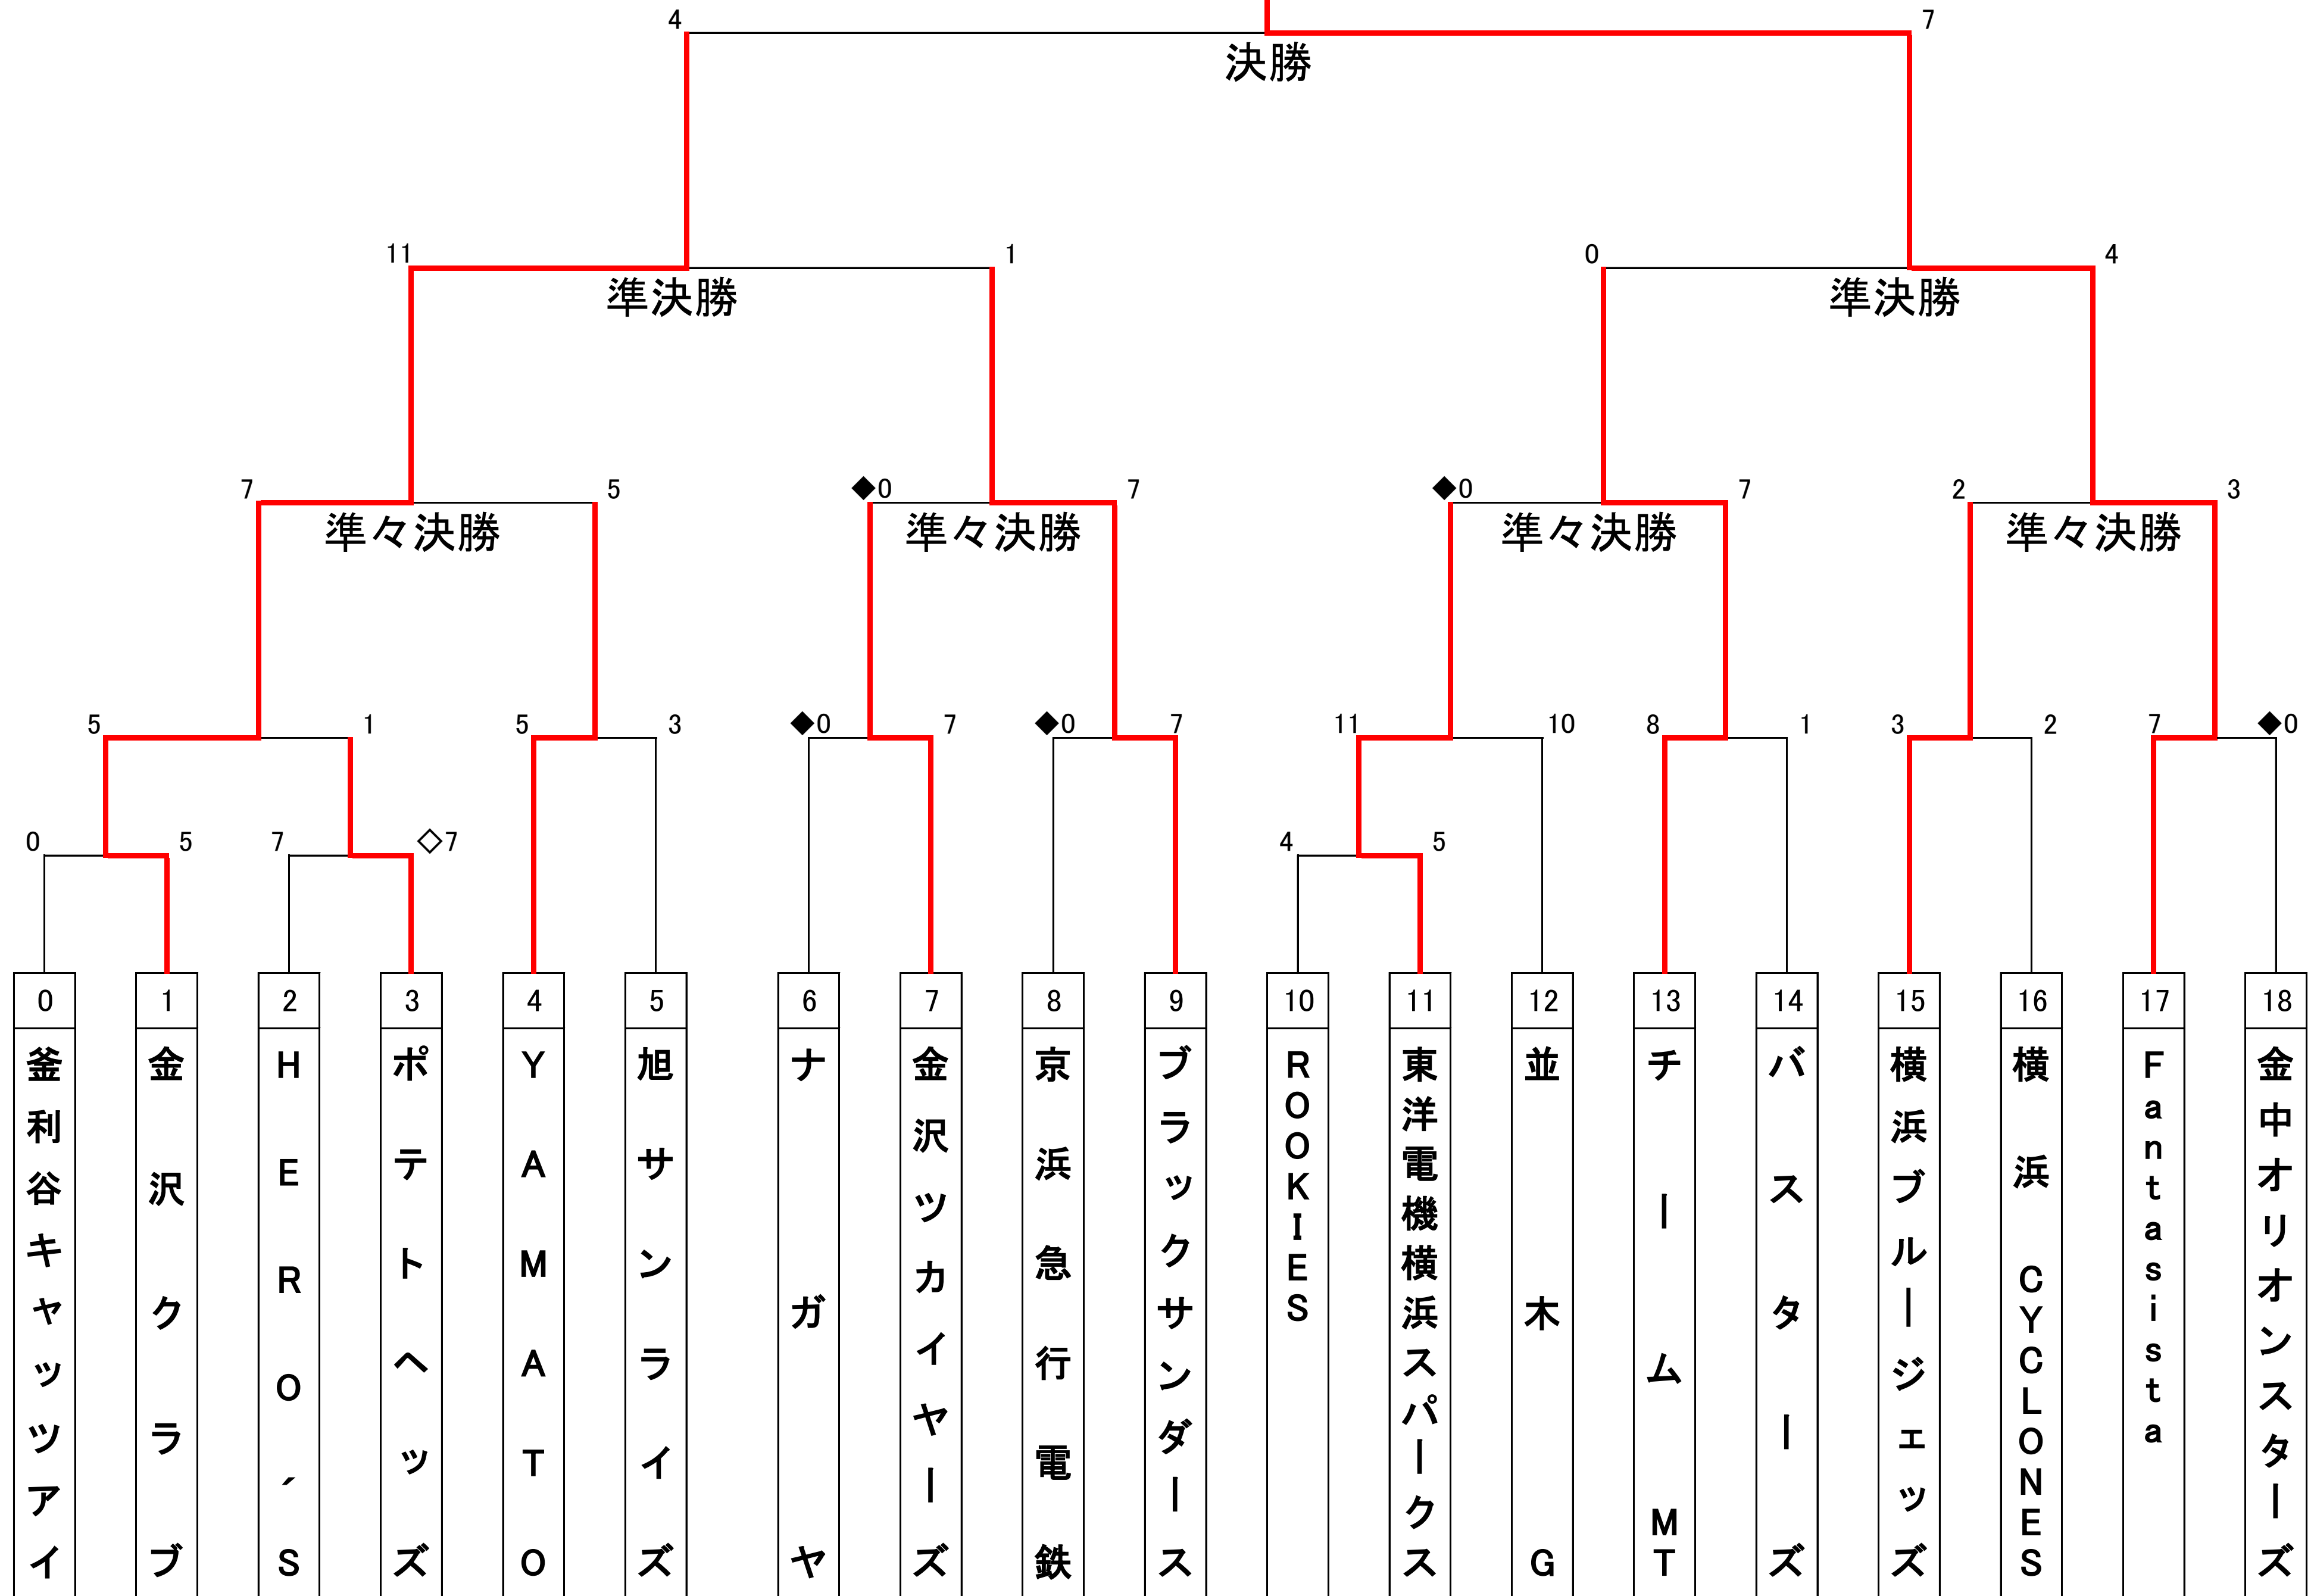 4 7
決勝
11 1 0 4
準決勝 準決勝
7 5 ◆0 7 ◆0 7 2 3
準々決勝 準々決勝 準々決勝 準々決勝
5 1 5 3 ◆0 7 ◆0 7 11 10 8 1 3 2 7 ◆0
0 5 7 ◇7 4 5
0 1 2 3 4 5 6 7 8 9 10 11 12 13 14 15 16 17 18
釜利谷キャッツアイ
金沢クラブ
HERO´S
ポテトヘッズ
YAMATO
旭サンライズ
ナガヤ
金沢ツカイヤーズ
京浜急行電鉄
ブラックサンダース
ROOKIES
東洋電機横浜スパークス
並木G
チームMT
バスターズ
横浜ブルージェッズ
横浜 CYCLONES
Fantasista
金中オリオンスターズ